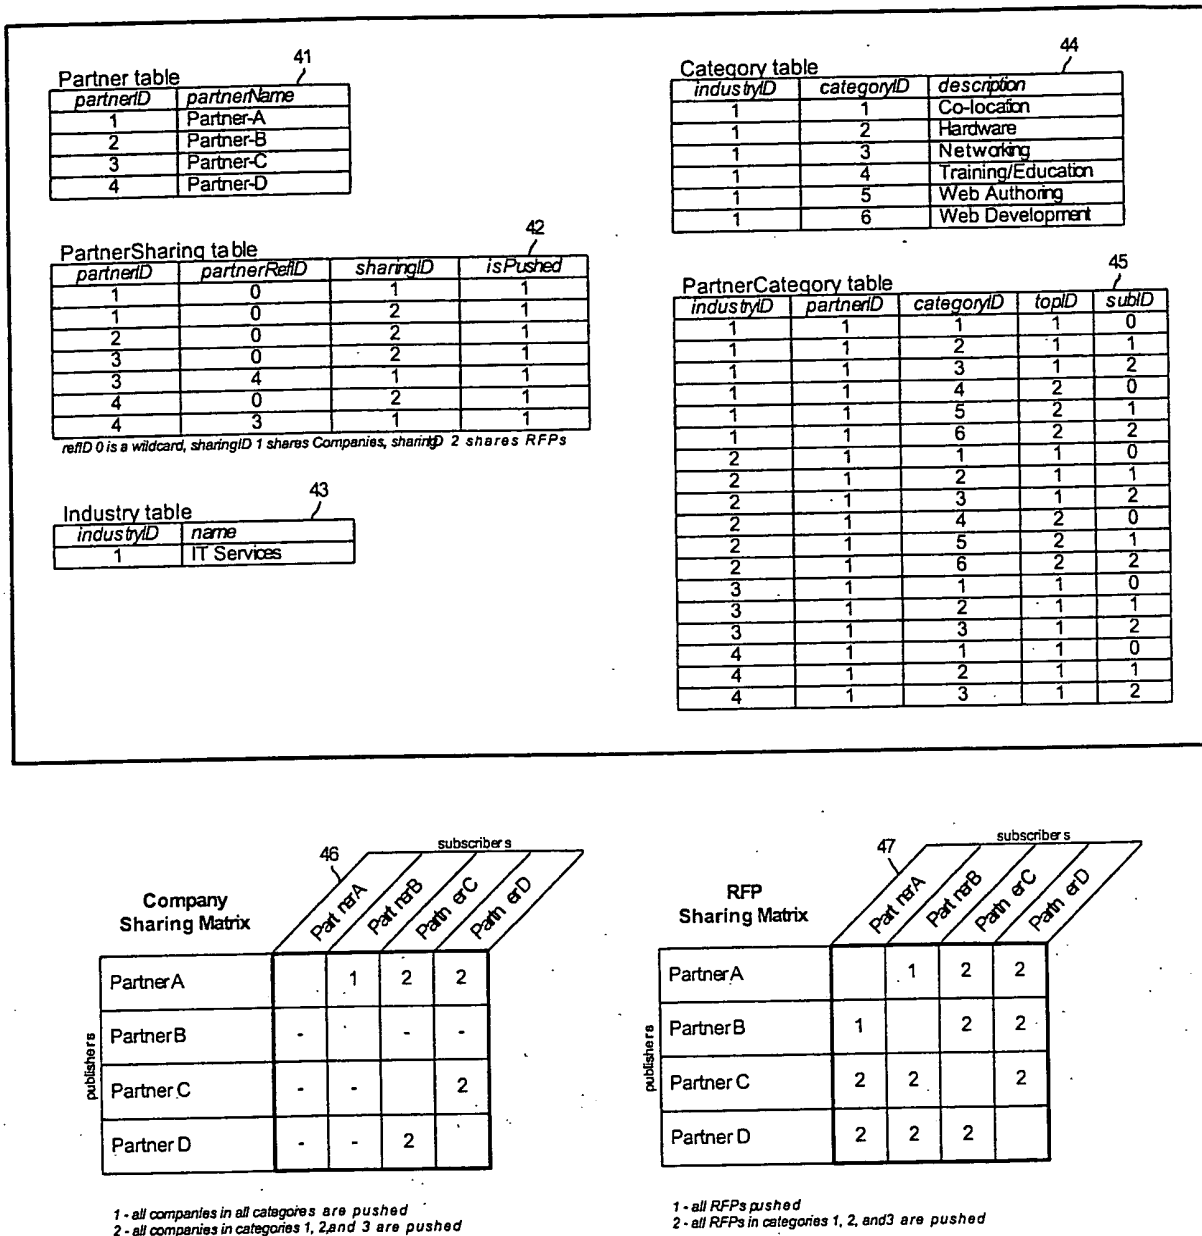 41
Partner table
partnerID partnerName
1 Partner-A
2 Partner-B
3 Partner-C
4 Partner-D
42
PartnerSharing table
partnerID partnerRefID sharingID isPushed
1 0 1 1
1 0 2 1
2 0 2 1
3 0 2 1
3 4 1 1
4 0 2 1
4 3 1 1
refID 0 is a wildcard, sharingID 1 shares Companies, sharingID 2 shares RFPs
43
Industry table
industryID name
1 IT Services
44
Category table
industryID categoryID description
1 1 Co-location
1 2 Hardware
1 3 Networking
1 4 Training/Education
1 5 Web Authoring
1 6 Web Development
45
PartnerCategory table
industryID partnerID categoryID topID subID
1 1 1 1 0
1 1 2 1 1
1 1 3 1 2
1 1 4 2 0
1 1 5 2 1
1 1 6 2 2
2 1 1 1 0
2 1 2 1 1
2 1 3 1 2
2 1 4 2 0
2 1 5 2 1
2 1 6 2 2
3 1 1 1 0
3 1 2 1 1
3 1 3 1 2
4 1 1 1 0
4 1 2 1 1
4 1 3 1 2
46
subscribers
Company
Sharing Matrix
PartnerA PartnerB PartnerC PartnerD
publishers
PartnerA 1 2 2
PartnerB - - -
Partner C - - 2
Partner D - - 2
1 - all companies in all categories are pushed
2 - all companies in categories 1, 2,and 3 are pushed
47
subscribers
RFP
Sharing Matrix
PartnerA PartnerB PartnerC PartnerD
publishers
PartnerA 1 2 2
PartnerB 1 2 2
Partner C 2 2 2
Partner D 2 2 2
1 - all RFPs pushed
2 - all RFPs in categories 1, 2, and3 are pushed